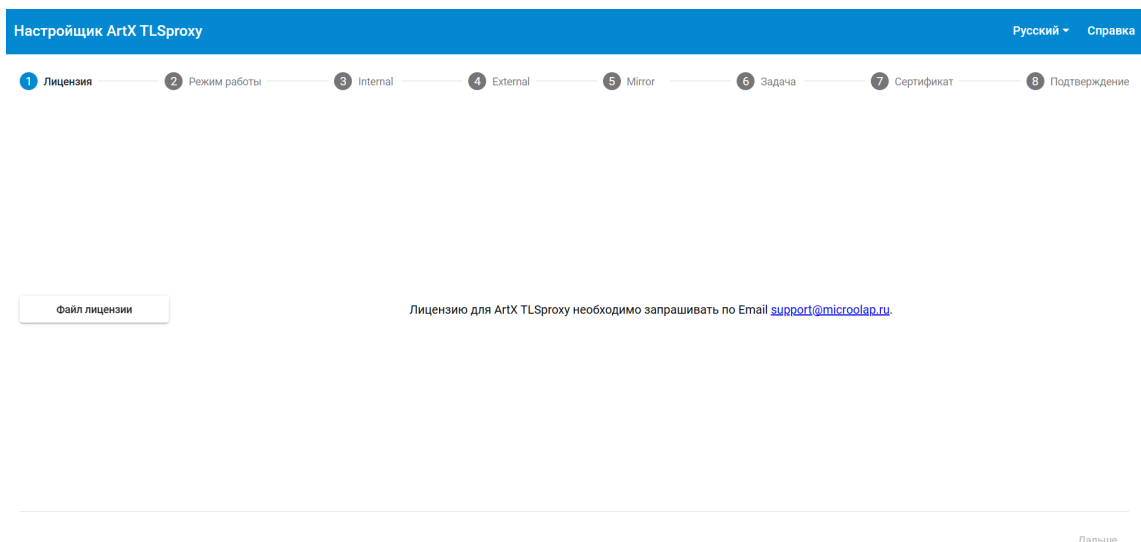 Настройщик ArtX TLSproxy Русский Справка
1 Лицензия 2 Режим работы 3 Internal 4 External 5 Mirror 6 Задача 7 Сертификат 8 Подтверждение
Файл лицензии Лицензию для ArtX TLSproxy необходимо запрашивать по Email support@microolap.ru.
Дальше